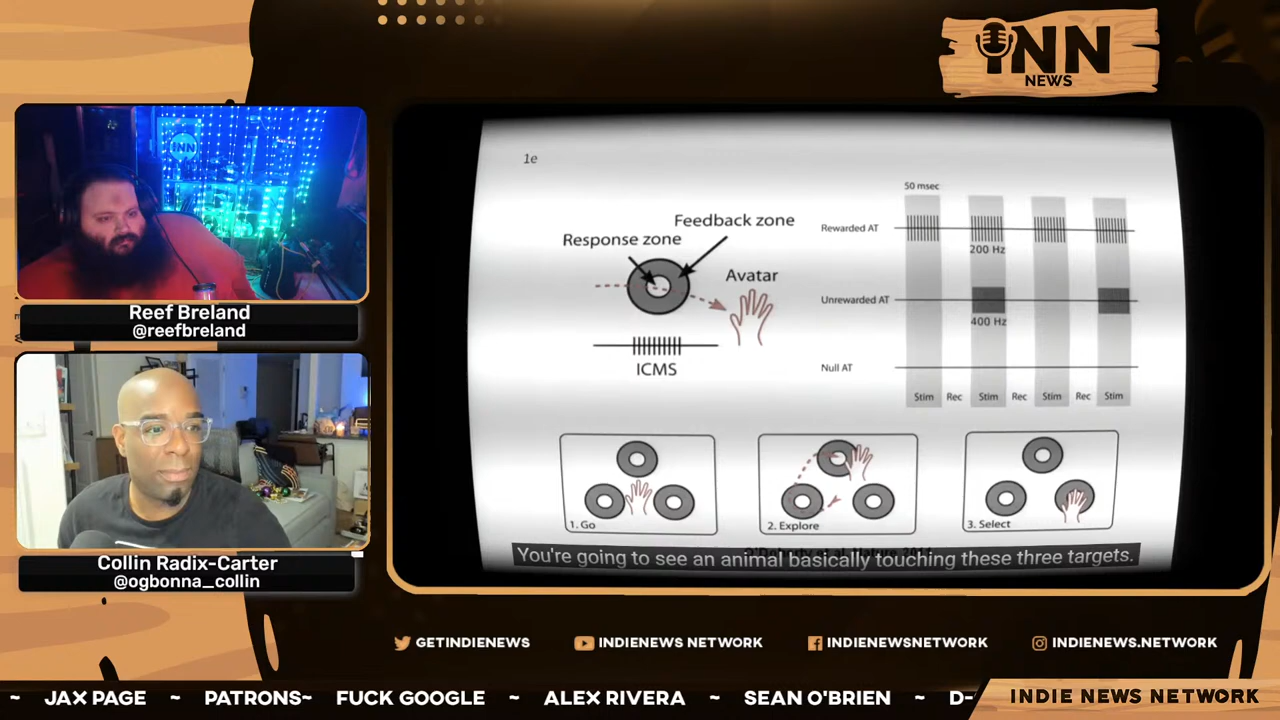 INN
NEWS
INN
Reef Breland
@reefbreland
Collin Radix-Carter
@ogbonna_collin
1e
Feedback zone
Response zone
Avatar
ICMS
50 msec
Rewarded AT
200 Hz
Unrewarded AT
400 Hz
Null AT
Stim Rec Stim Rec Stim Rec Stim
1. Go
2. Explore
3. Select
You're going to see an animal basically touching these three targets.
GETINDIENEWS
INDIENEWS NETWORK
INDIENEWSNETWORK
INDIENEWS.NETWORK
~ JAX PAGE ~ PATRONS~ FUCK GOOGLE ~ ALEX RIVERA ~ SEAN O'BRIEN ~ D-
INDIE NEWS NETWORK